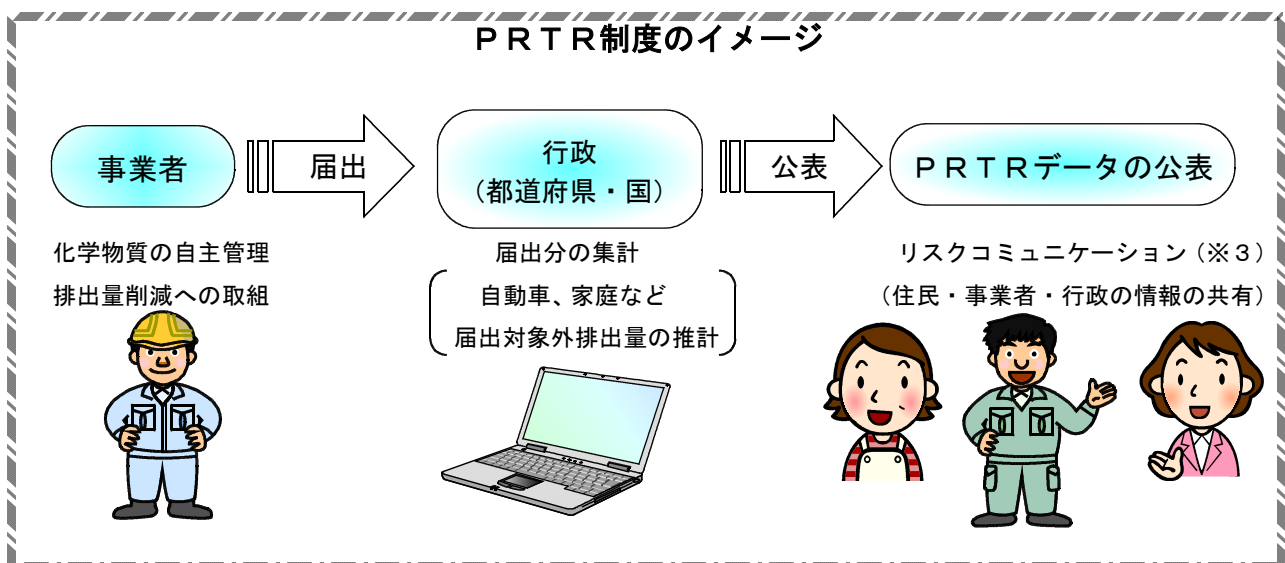 ＰＲＴＲ制度のイメージ
事業者
届出
行政
（都道府県・国）
公表
ＰＲＴＲデータの公表
化学物質の自主管理
排出量削減への取組
届出分の集計
自動車、家庭など
届出対象外排出量の推計
リスクコミュニケーション（※３）
（住民・事業者・行政の情報の共有）